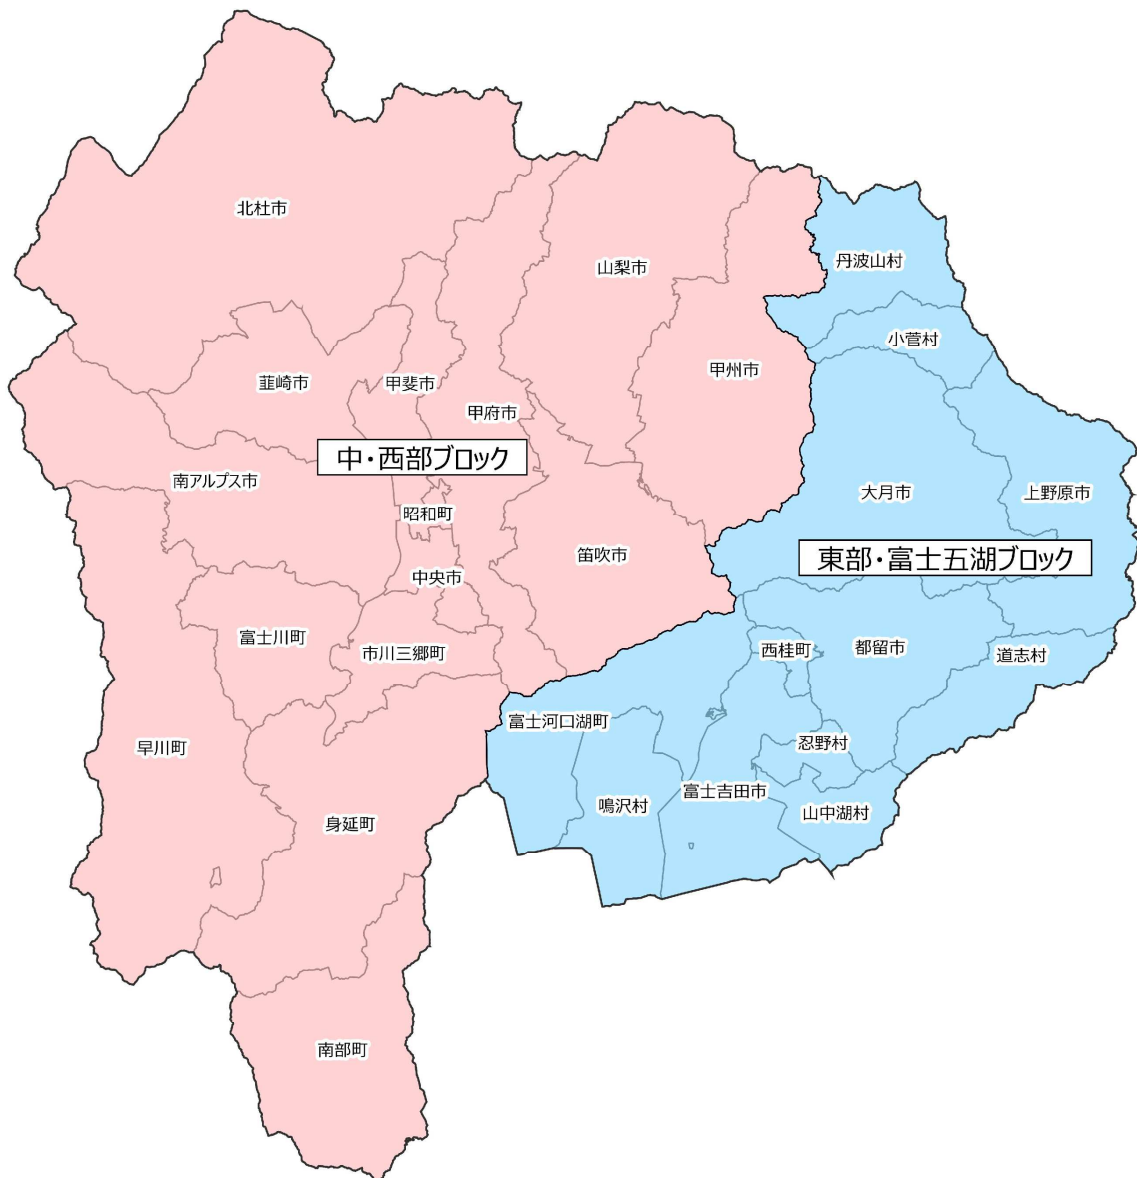 北杜市
丹波山村
山梨市
小菅村
甲州市
韮崎市
甲斐市
甲府市
中・西部ブロック
南アルプス市
大月市
上野原市
昭和町
笛吹市
東部・富士五湖ブロック
中央市
富士川町
市川三郷町
西桂町
都留市
道志村
富士河口湖町
早川町
忍野村
富士吉田市
鳴沢村
山中湖村
身延町
南部町